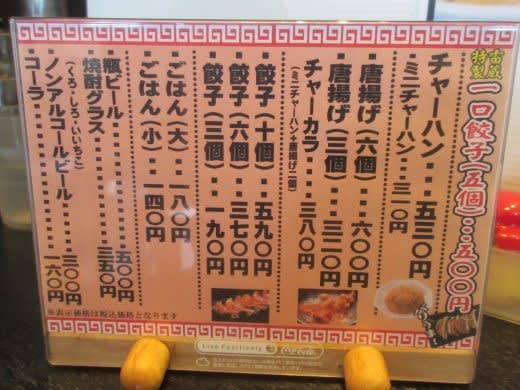 雷蔵特製 一口餃子(五個)…五〇〇円
チャーハン…五三〇円
ミニチャーハン…三一〇円
唐揚げ(六個)…六〇〇円
唐揚げ(三個)…三二〇円
チャーカラ…三八〇円
(ミニチャーハン+唐揚げ二個)
餃子(十個)…五九〇円
餃子(六個)…三七〇円
餃子(三個)…一九〇円
ごはん(大)…一八〇円
ごはん(小)…一四〇円
瓶ビール…五〇〇円
焼酎グラス…三五〇円
(くろ・しろ・いいちこ)
ノンアルコールビール…三〇〇円
コーラ…一六〇円
※表示価格は税込価格となります
Live Positively
Coca-Cola